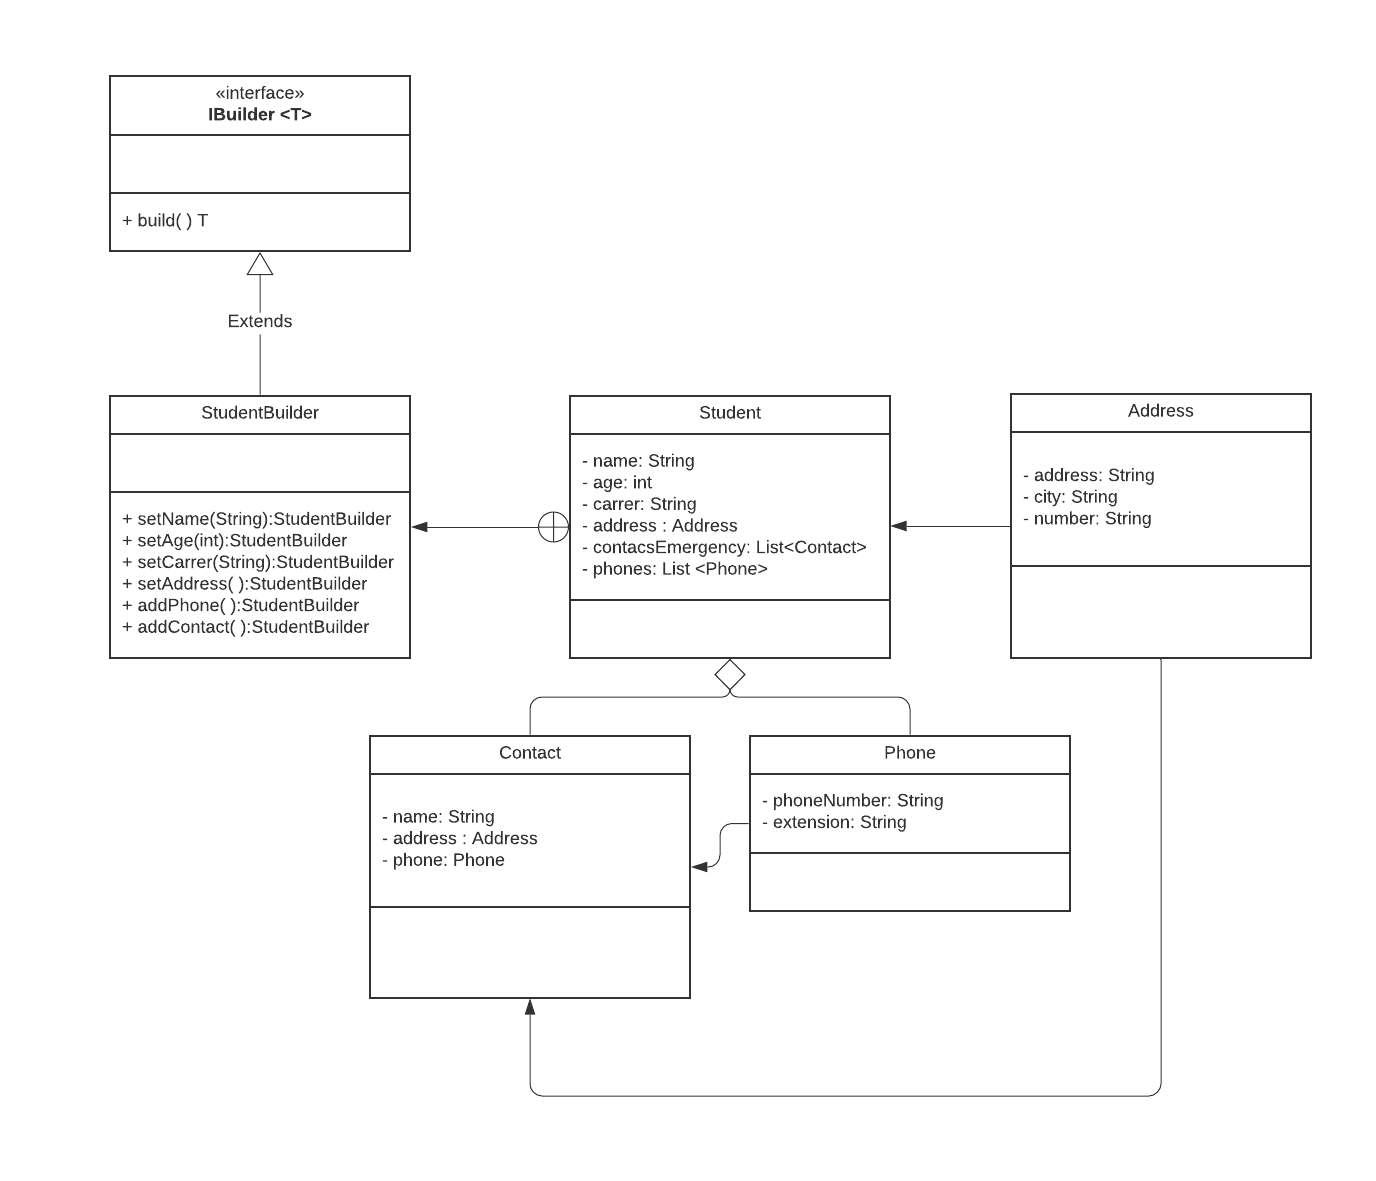 «interface»
IBuilder <T>
+ build( ) T
Extends
StudentBuilder
+ setName(String):StudentBuilder
+ setAge(int):StudentBuilder
+ setCarrer(String):StudentBuilder
+ setAddress( ):StudentBuilder
+ addPhone( ):StudentBuilder
+ addContact( ):StudentBuilder
Student
- name: String
- age: int
- carrer: String
- address : Address
- contacsEmergency: List<Contact>
- phones: List <Phone>
Address
- address: String
- city: String
- number: String
Contact
- name: String
- address : Address
- phone: Phone
Phone
- phoneNumber: String
- extension: String